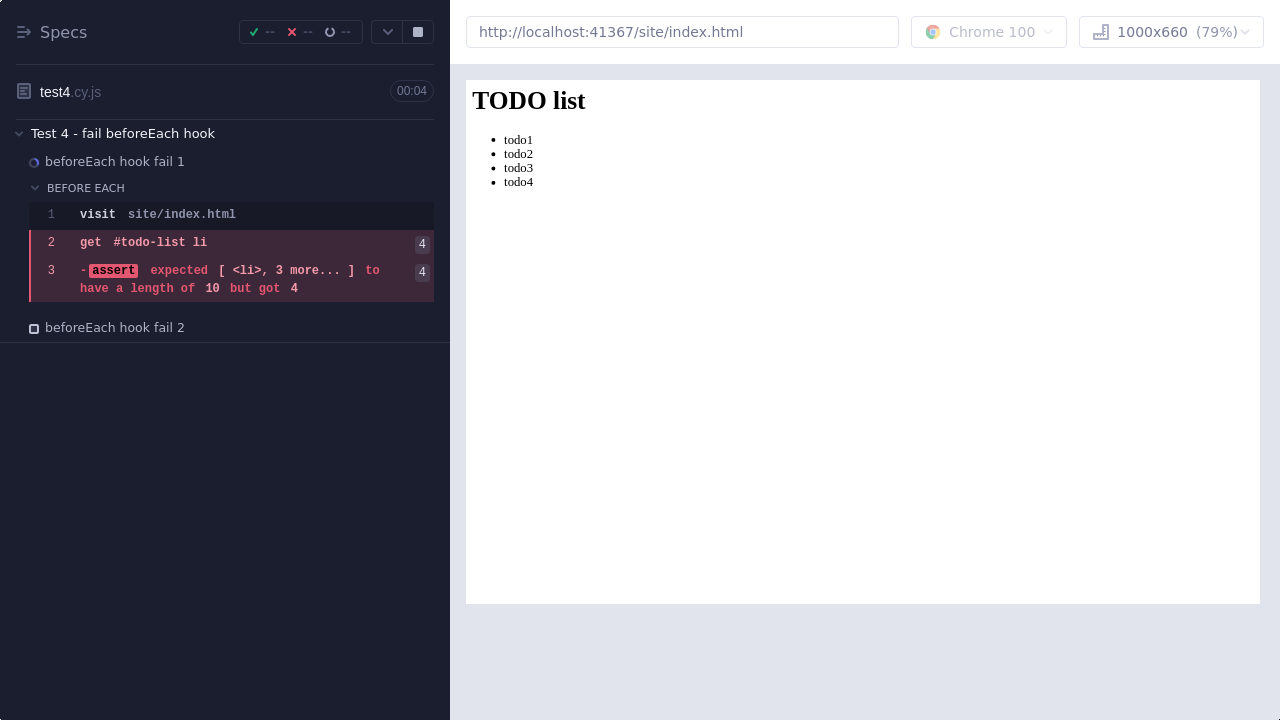 Specs
-- -- --
test4.cy.js
00:04
Test 4 - fail beforeEach hook
beforeEach hook fail 1
BEFORE EACH
1 visit site/index.html
2 get #todo-list li 4
3 -assert expected [ <li>, 3 more... ] to 4
have a length of 10 but got 4
beforeEach hook fail 2
http://localhost:41367/site/index.html
Chrome 100
1000x660 (79%)
TODO list
• todo1
• todo2
• todo3
• todo4